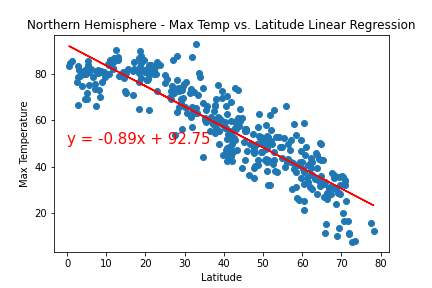 Northern Hemisphere - Max Temp vs. Latitude Linear Regression
Max Temperature
80
60
40
20
y = -0.89x + 92.75
0 10 20 30 40 50 60 70 80
Latitude